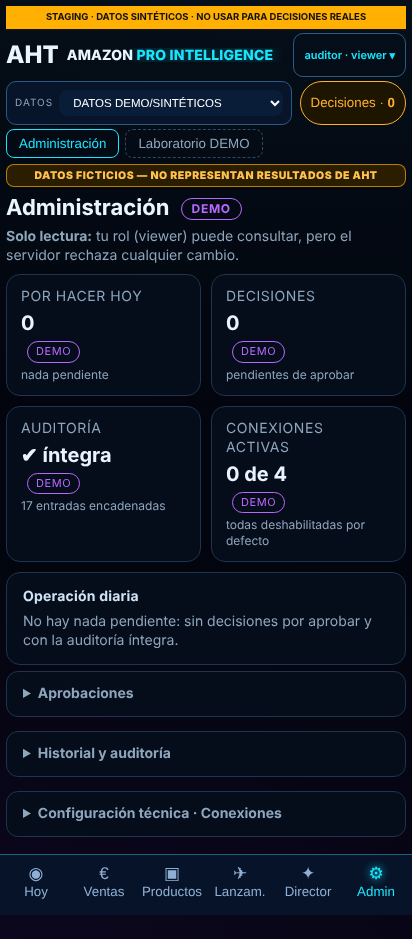 STAGING · DATOS SINTÉTICOS · NO USAR PARA DECISIONES REALES
AHT AMAZON PRO INTELLIGENCE
auditor · viewer ▾
DATOS DATOS DEMO/SINTÉTICOS
Decisiones · 0
Administración
Laboratorio DEMO
DATOS FICTICIOS — NO REPRESENTAN RESULTADOS DE AHT
Administración DEMO
Solo lectura: tu rol (viewer) puede consultar, pero el
servidor rechaza cualquier cambio.
POR HACER HOY
0
DEMO
nada pendiente
DECISIONES
0
DEMO
pendientes de aprobar
AUDITORÍA
✔ íntegra
DEMO
17 entradas encadenadas
CONEXIONES
ACTIVAS
0 de 4
DEMO
todas deshabilitadas por
defecto
Operación diaria
No hay nada pendiente: sin decisiones por aprobar y
con la auditoría íntegra.
▶ Aprobaciones
▶ Historial y auditoría
▶ Configuración técnica · Conexiones
Hoy
€ Ventas
Productos
Lanzam.
Director
Admin